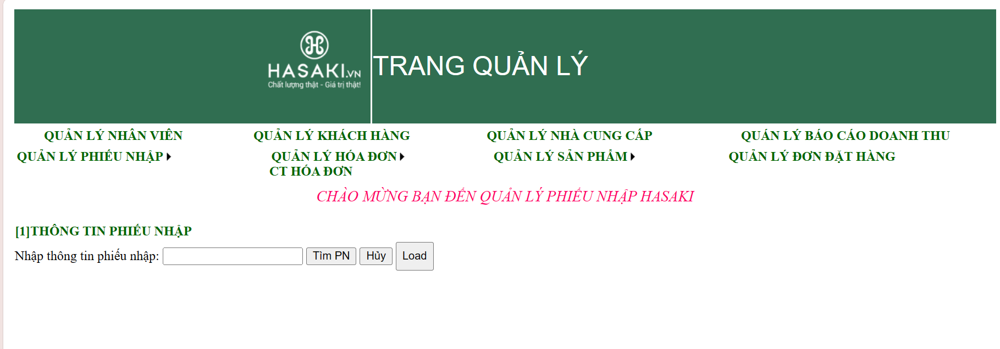 HASAKI.VN
Chất lượng thật - Giá trị thật!
TRANG QUẢN LÝ
QUẢN LÝ NHÂN VIÊN QUẢN LÝ KHÁCH HÀNG QUẢN LÝ NHÀ CUNG CẤP QUÁN LÝ BÁO CÁO DOANH THU
QUẢN LÝ PHIẾU NHẬP QUẢN LÝ HÓA ĐƠN QUẢN LÝ SẢN PHẨM QUẢN LÝ ĐƠN ĐẶT HÀNG
CT HÓA ĐƠN
CHÀO MỪNG BẠN ĐẾN QUẢN LÝ PHIẾU NHẬP HASAKI
[1]THÔNG TIN PHIẾU NHẬP
Nhập thông tin phiếu nhập: Tìm PN Hủy Load